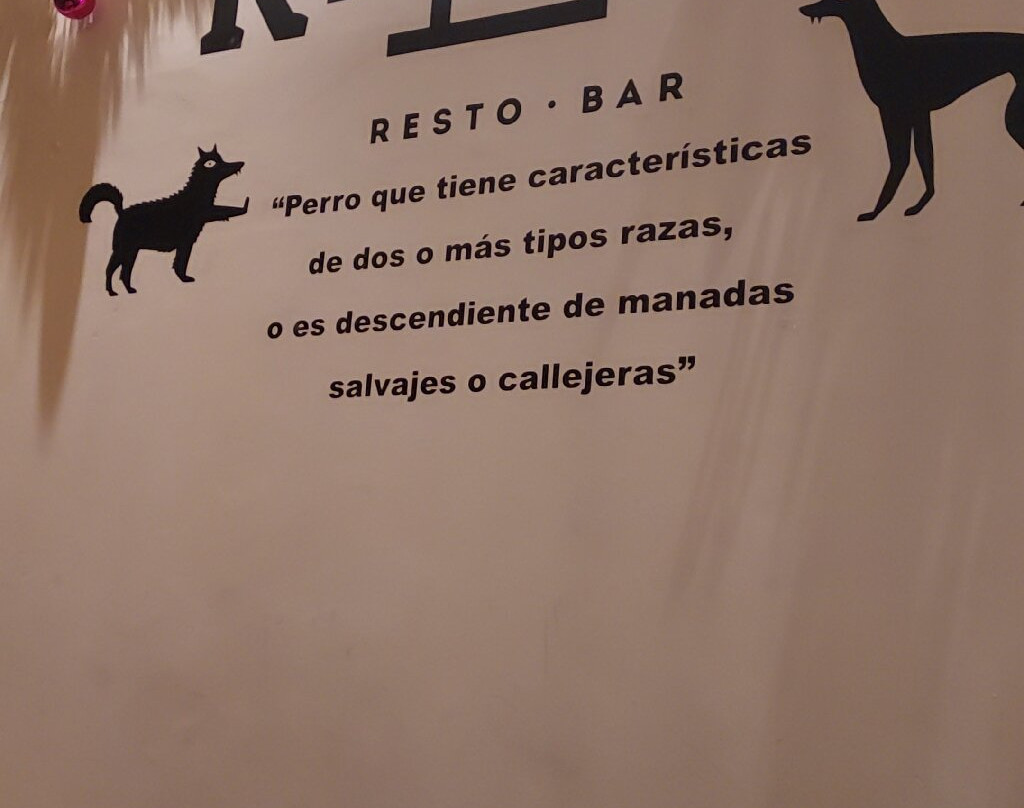 RESTO · BAR
“Perro que tiene características
de dos o más tipos razas,
o es descendiente de manadas
salvajes o callejeras”